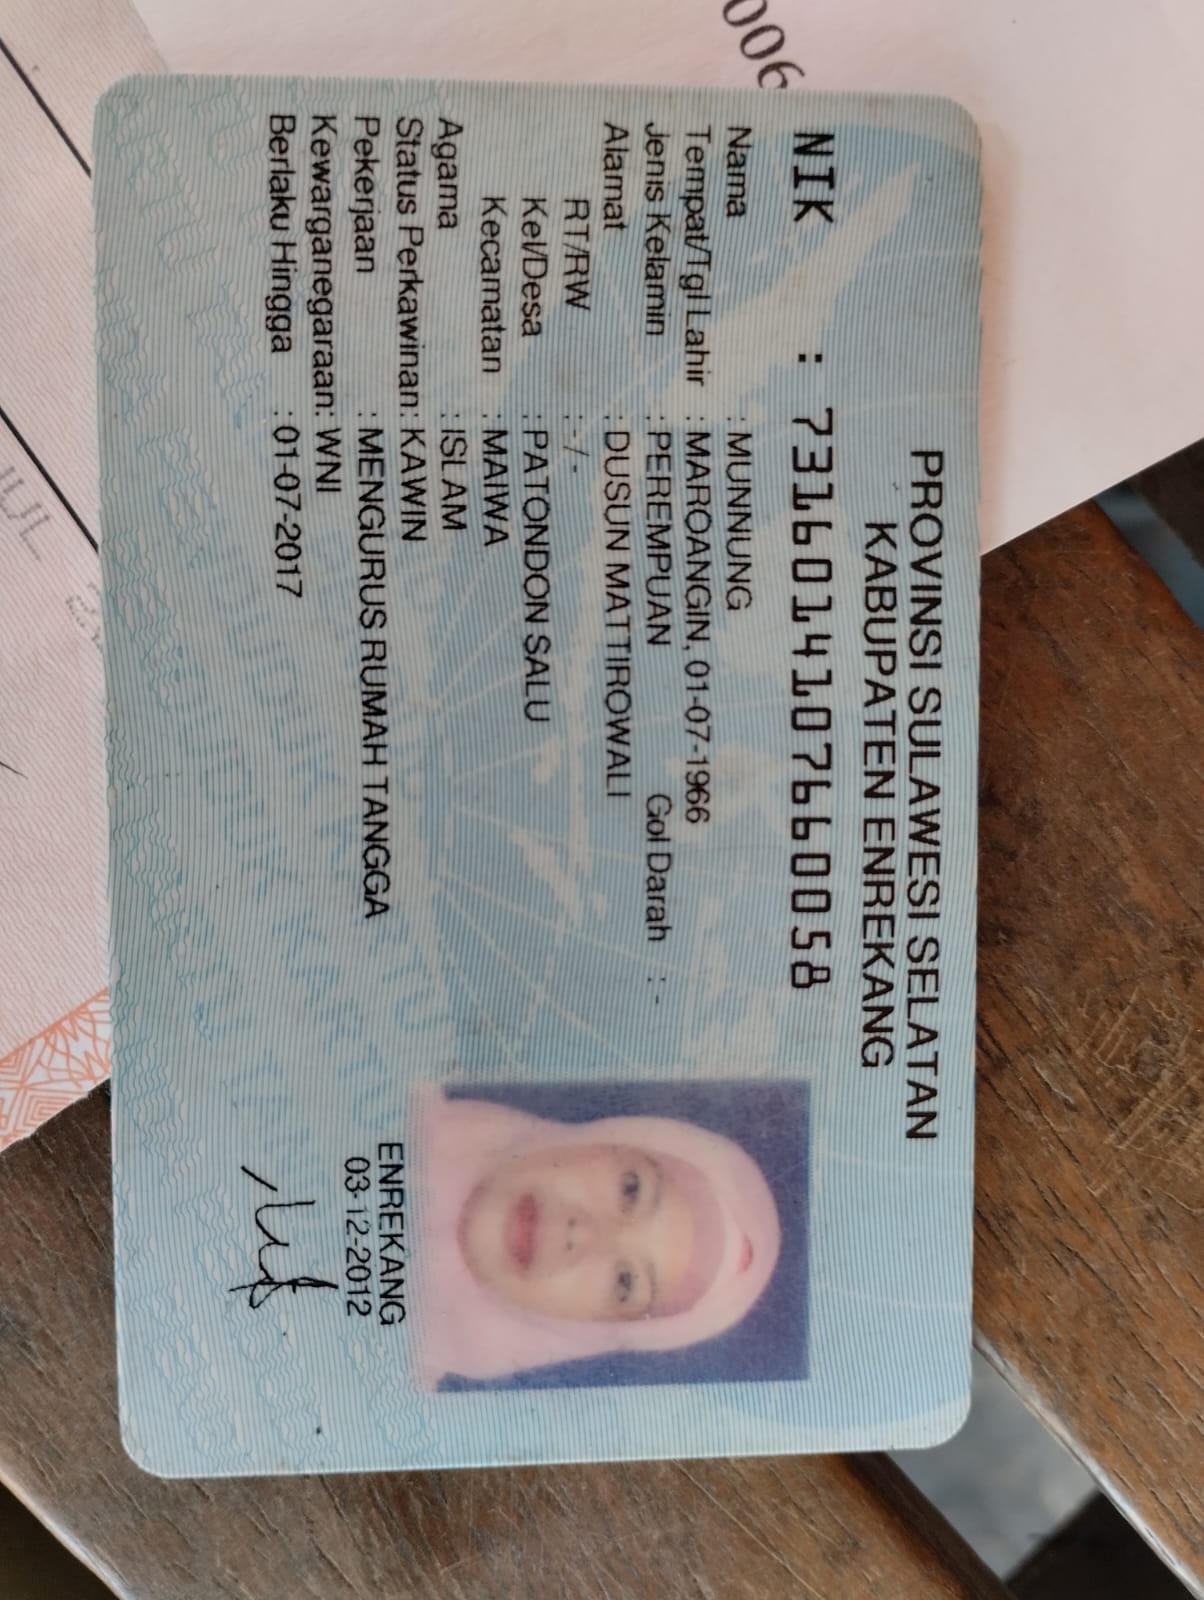 006
PROVINSI SULAWESI SELATAN
KABUPATEN ENREKANG
NIK : 7316014107660058
Nama : MUNNUNG
Tempat/Tgl Lahir : MAROANGIN, 01-07-1966
Jenis Kelamin : PEREMPUAN Gol Darah : -
Alamat : DUSUN MATTIROWALI
RT/RW : -/-
Kel/Desa : PATONDON SALU
Kecamatan : MAIWA
Agama : ISLAM
Status Perkawinan: KAWIN
Pekerjaan : MENGURUS RUMAH TANGGA
Kewarganegaraan: WNI
Berlaku Hingga : 01-07-2017
ENREKANG
03-12-2012